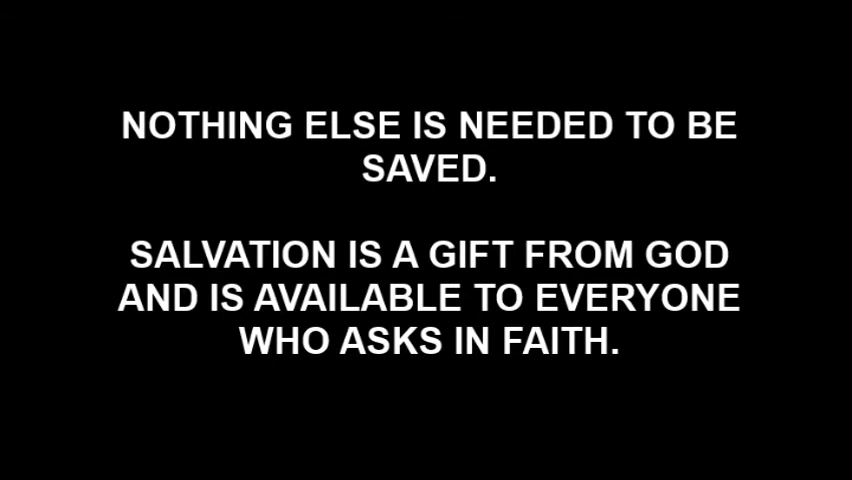 NOTHING ELSE IS NEEDED TO BE
SAVED.
SALVATION IS A GIFT FROM GOD
AND IS AVAILABLE TO EVERYONE
WHO ASKS IN FAITH.